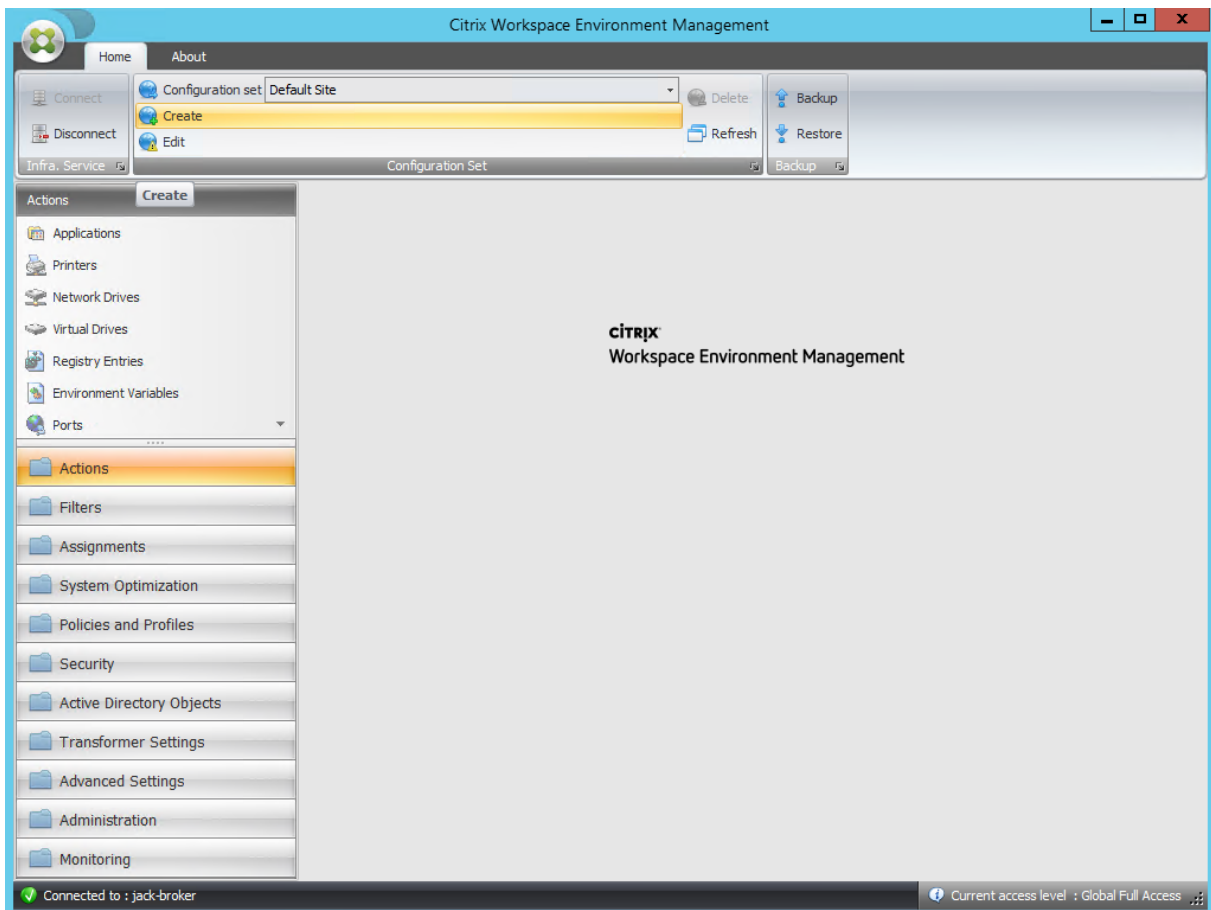 Citrix Workspace Environment Management
Home About
Connect
Disconnect
Infra. Service
Configuration set Default Site
Create
Edit
Delete
Refresh
Configuration Set
Backup
Restore
Backup
Actions
Create
Applications
Printers
Network Drives
Virtual Drives
Registry Entries
Environment Variables
Ports
Actions
Filters
Assignments
System Optimization
Policies and Profiles
Security
Active Directory Objects
Transformer Settings
Advanced Settings
Administration
Monitoring
CİTRIX
Workspace Environment Management
Connected to : jack-broker
Current access level : Global Full Access